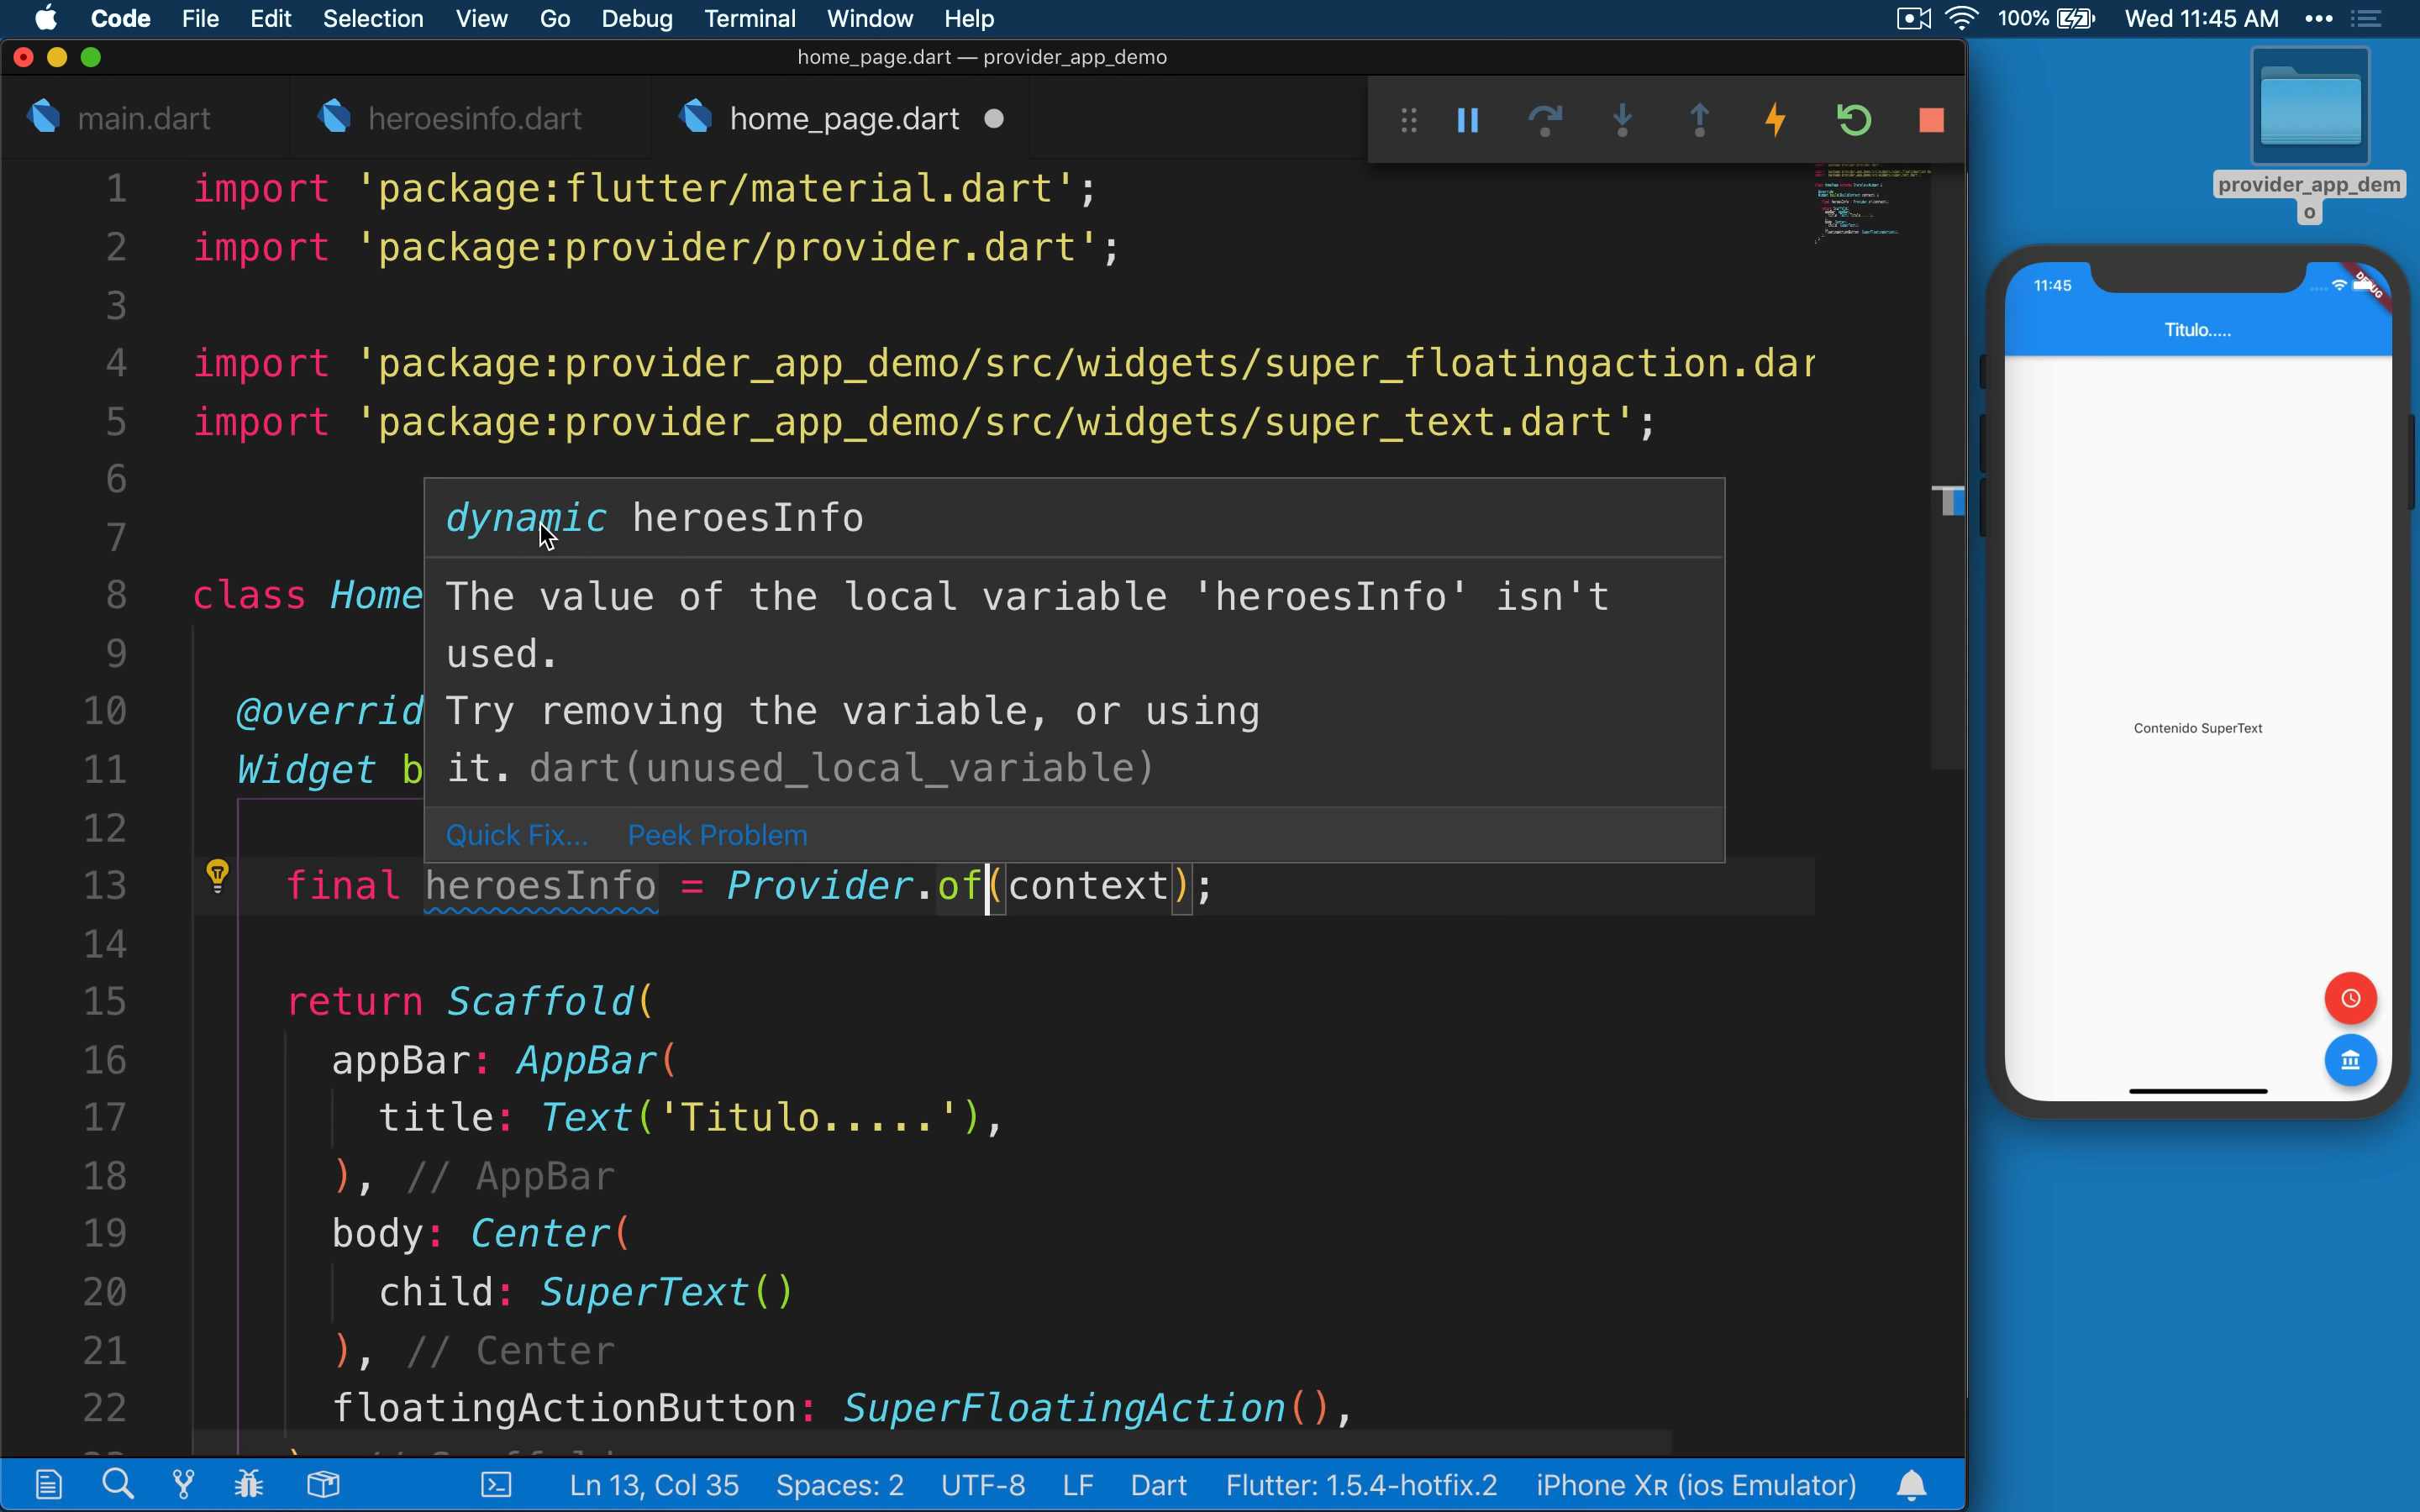 Code File Edit Selection View Go Debug Terminal Window Help 100% Wed 11:45 AM
home_page.dart — provider_app_demo
main.dart heroesinfo.dart home_page.dart
1 import 'package:flutter/material.dart';
2 import 'package:provider/provider.dart';
3
4 import 'package:provider_app_demo/src/widgets/super_floatingaction.dar
5 import 'package:provider_app_demo/src/widgets/super_text.dart';
6
dynamic heroesInfo
7
The value of the local variable 'heroesInfo' isn't
8 class Home
used.
9
Try removing the variable, or using
10 @overrid
it. dart(unused_local_variable)
11 Widget b
12
Quick Fix... Peek Problem
13 final heroesInfo = Provider.of(context);
14
15 return Scaffold(
16 appBar: AppBar(
17 title: Text('Titulo.....'),
18 ), // AppBar
19 body: Center(
20 child: SuperText()
21 ), // Center
22 floatingActionButton: SuperFloatingAction(),
Ln 13, Col 35 Spaces: 2 UTF-8 LF Dart Flutter: 1.5.4-hotfix.2 iPhone XR (ios Emulator)
provider_app_dem
o
11:45
DEBUG
Titulo.....
Contenido SuperText